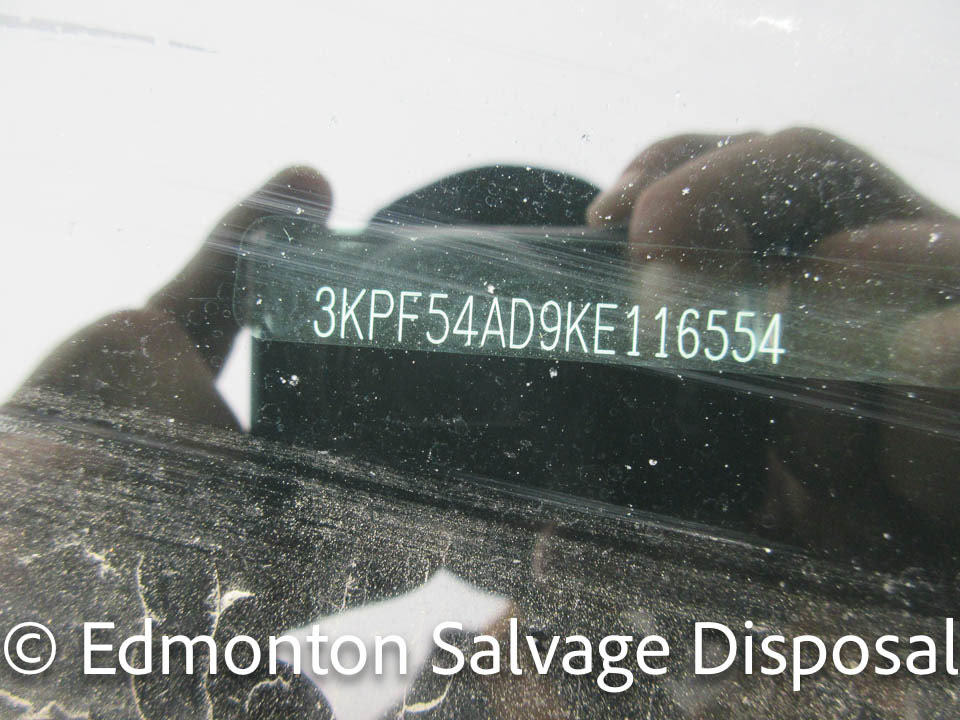 3KPF54AD9KE116554
© Edmonton Salvage Disposal